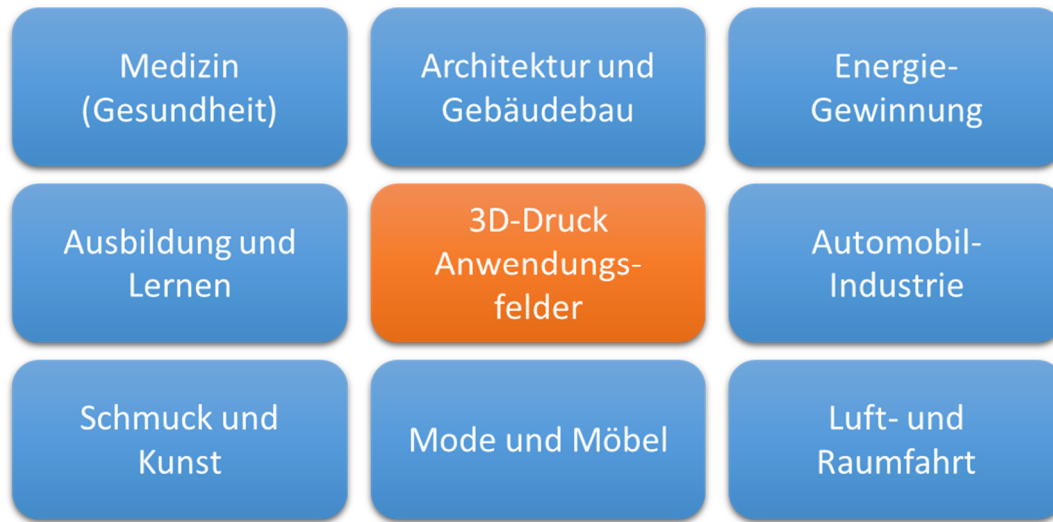 Medizin
(Gesundheit)
Architektur und
Gebäudebau
Energie-
Gewinnung
Ausbildung und
Lernen
3D-Druck
Anwendungs-
felder
Automobil-
Industrie
Schmuck und
Kunst
Mode und Möbel
Luft- und
Raumfahrt